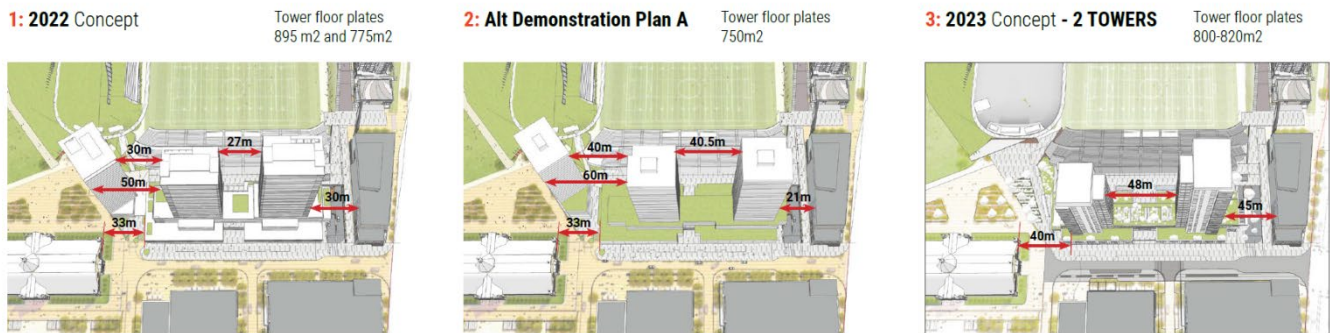 1: 2022 Concept
Tower floor plates
895 m2 and 775m2
27m
30m
50m
30m
33m
2: Alt Demonstration Plan A
Tower floor plates
750m2
40m
40.5m
60m
21m
33m
3: 2023 Concept - 2 TOWERS
Tower floor plates
800-820m2
48m
45m
40m